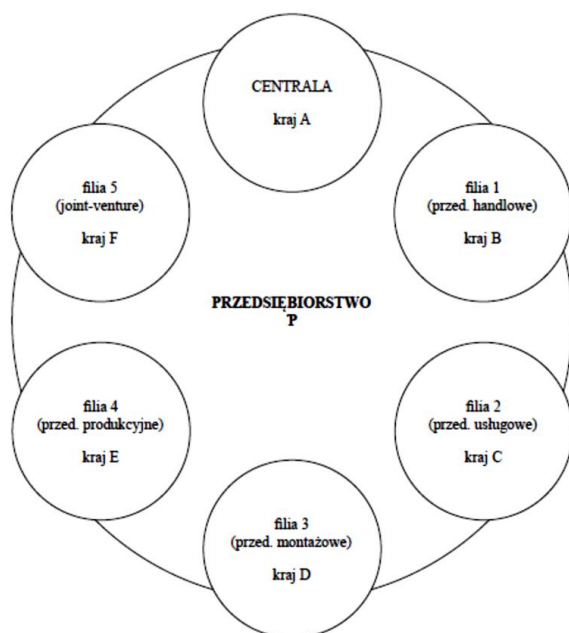 CENTRALA
kraj A
filia 5
(joint-venture)
kraj F
filia 1
(przed. handlowe)
kraj B
PRZEDSIĘBIORSTWO
P
filia 4
(przed. produkcyjne)
kraj E
filia 2
(przed. usługowe)
kraj C
filia 3
(przed. montażowe)
kraj D